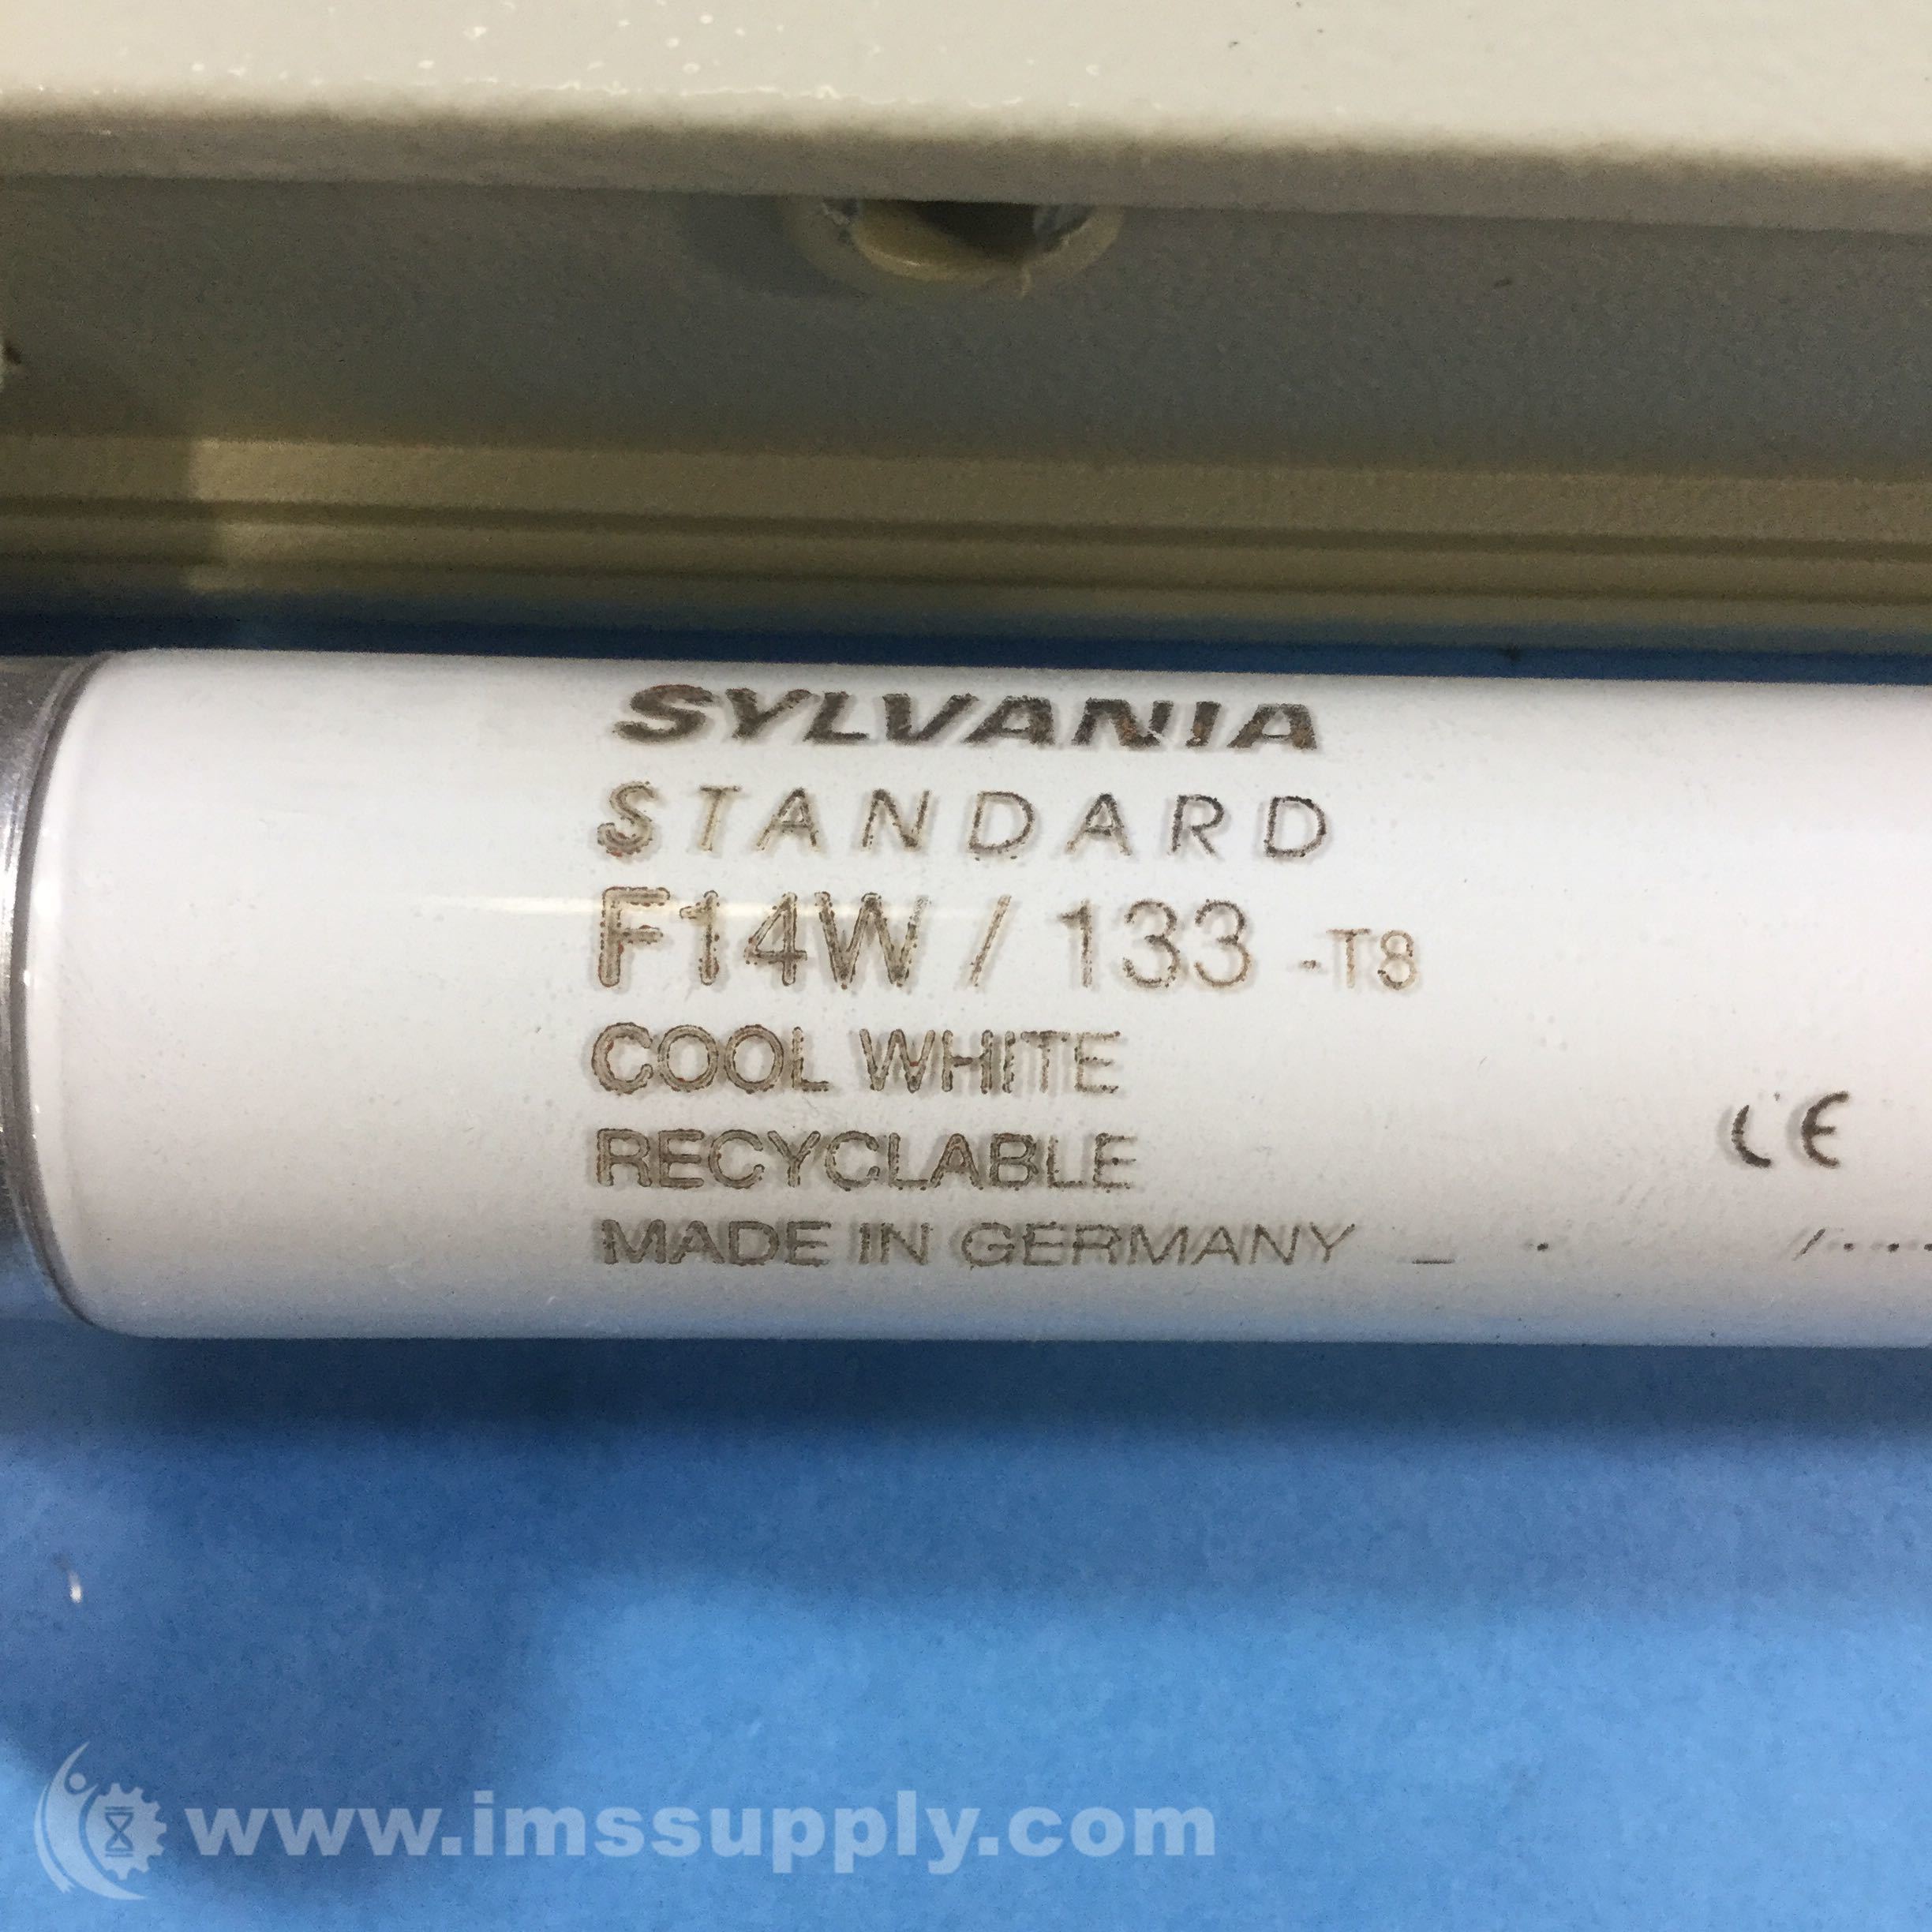 SYLVANIA
STANDARD
F14W / 133 -T8
COOL WHITE
RECYCLABLE
CE
MADE IN GERMANY
www.imssupply.com